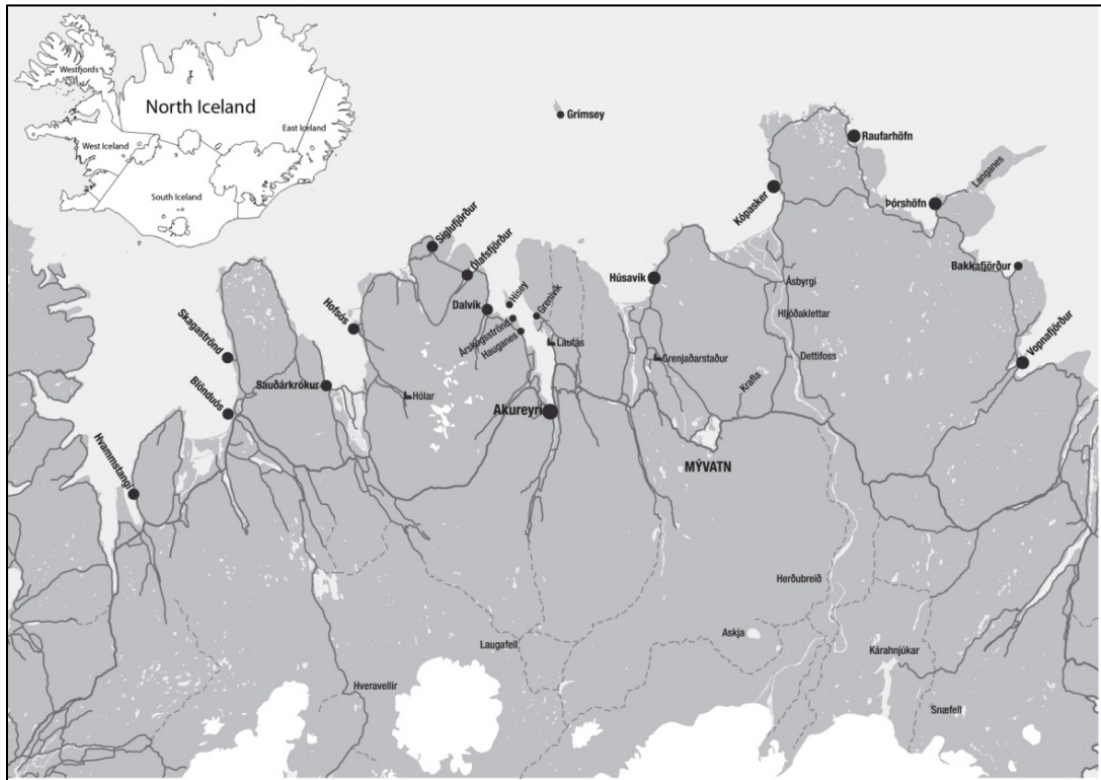 Westfjords
North Iceland
West Iceland
East Iceland
South Iceland
Grimsey
Raufarhöfn
Langanes
Kópasker
Þórshöfn
Siglufjörður
Ólafsfjörður
Bakkafjörður
Húsavík
Ásbyrgi
Hofsós
Dalvík
Hísey
Grenivík
Hljóðaklettar
Skagaströnd
Árskógsströnd
Hauganes
Laufás
Vopnafjörður
Grenjaðarstaður
Dettifoss
Blönduós
Sauðárkrókur
Hólar
Krafla
Akureyri
Hvammstangi
MÝVATN
Herðubreið
Askja
Laugafell
Kárahnjúkar
Hveravellir
Snæfell